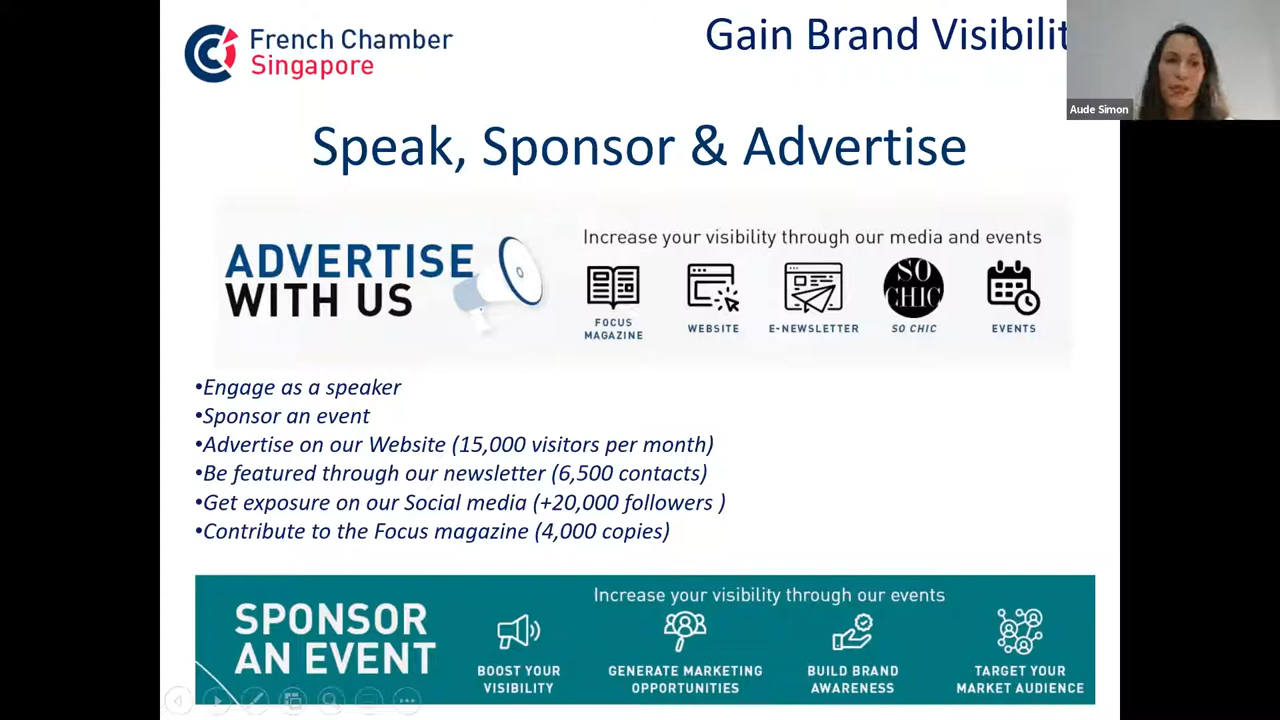 French Chamber
Singapore
Gain Brand Visibilit
Aude Simon
Speak, Sponsor & Advertise
ADVERTISE
WITH US
Increase your visibility through our media and events
FOCUS
MAGAZINE
WEBSITE
E-NEWSLETTER
SO
CHIC
SO CHIC
EVENTS
•Engage as a speaker
•Sponsor an event
•Advertise on our Website (15,000 visitors per month)
•Be featured through our newsletter (6,500 contacts)
•Get exposure on our Social media (+20,000 followers )
•Contribute to the Focus magazine (4,000 copies)
SPONSOR
AN EVENT
Increase your visibility through our events
BOOST YOUR
VISIBILITY
GENERATE MARKETING
OPPORTUNITIES
BUILD BRAND
AWARENESS
TARGET YOUR
MARKET AUDIENCE